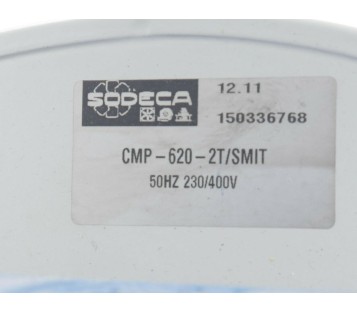 SODECA
12.11
150336768
CMP-620-2T/SMIT
50HZ 230/400V